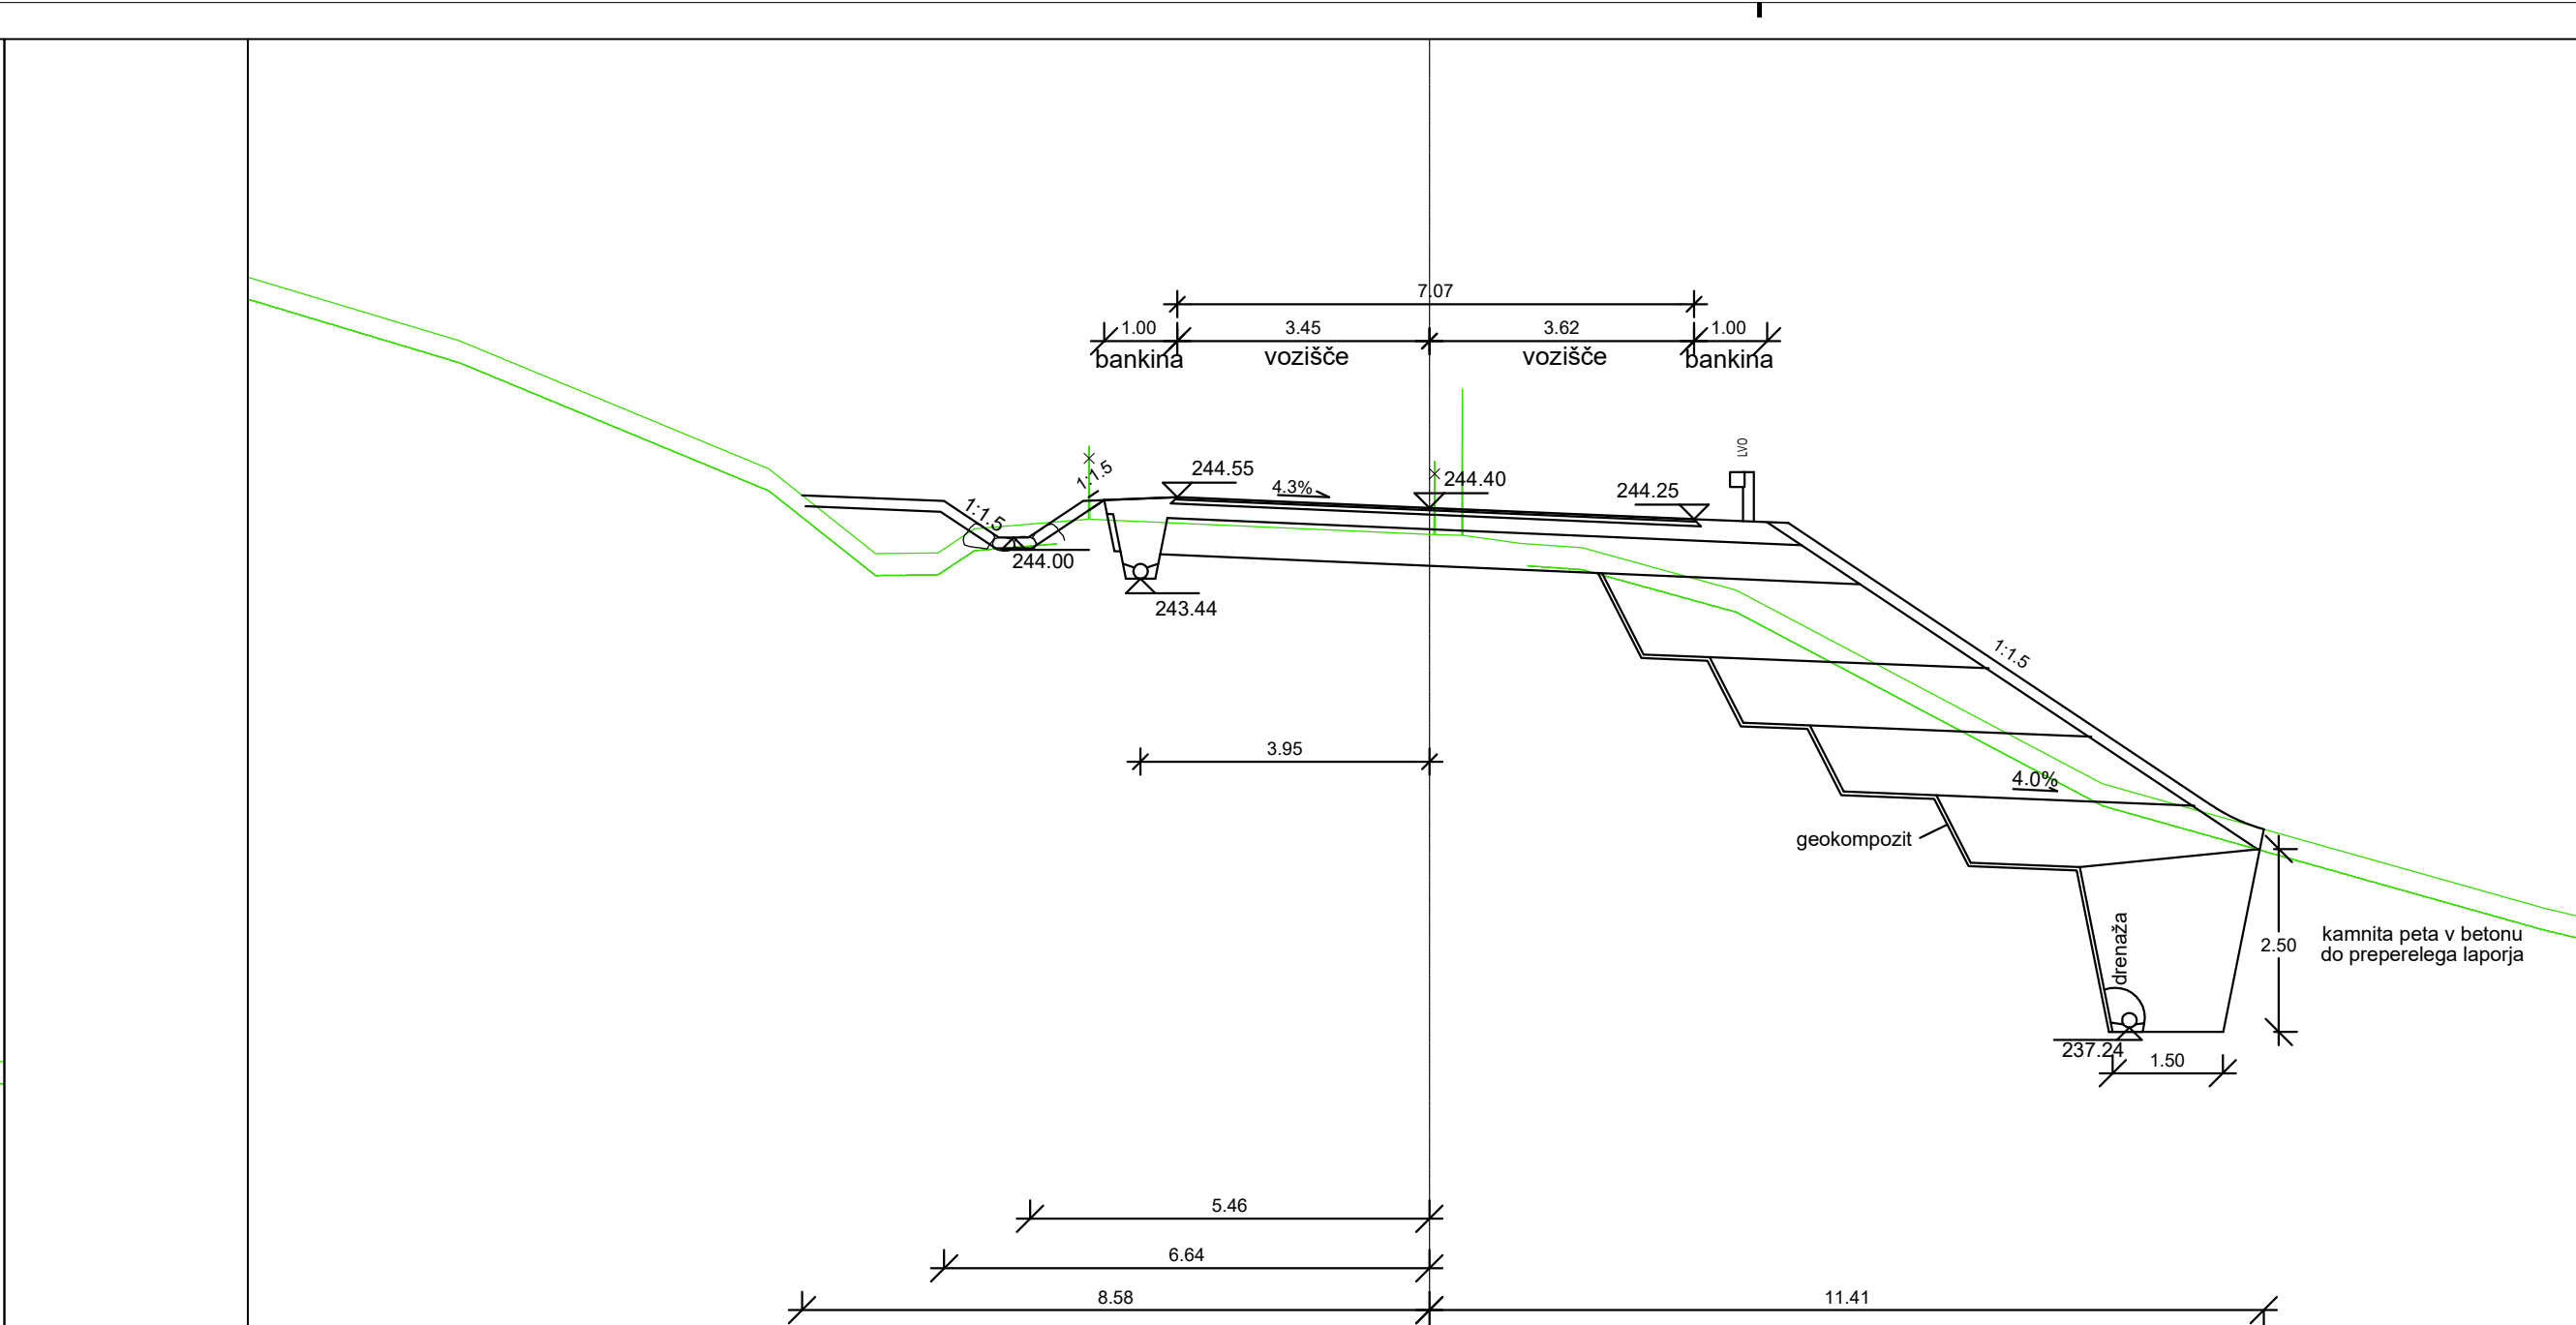 7.07
1.00
3.45
3.62
1.00
bankina
vozišče
vozišče
bankina
LVO
1:1.5
244.55
4.3%
244.40
244.25
1:1.5
244.00
243.44
1:1.5
3.95
4.0%
geokompozit
drenaža
2.50
kamnita peta v betonu
do preperelega laporja
237.24
1.50
5.46
6.64
8.58
11.41